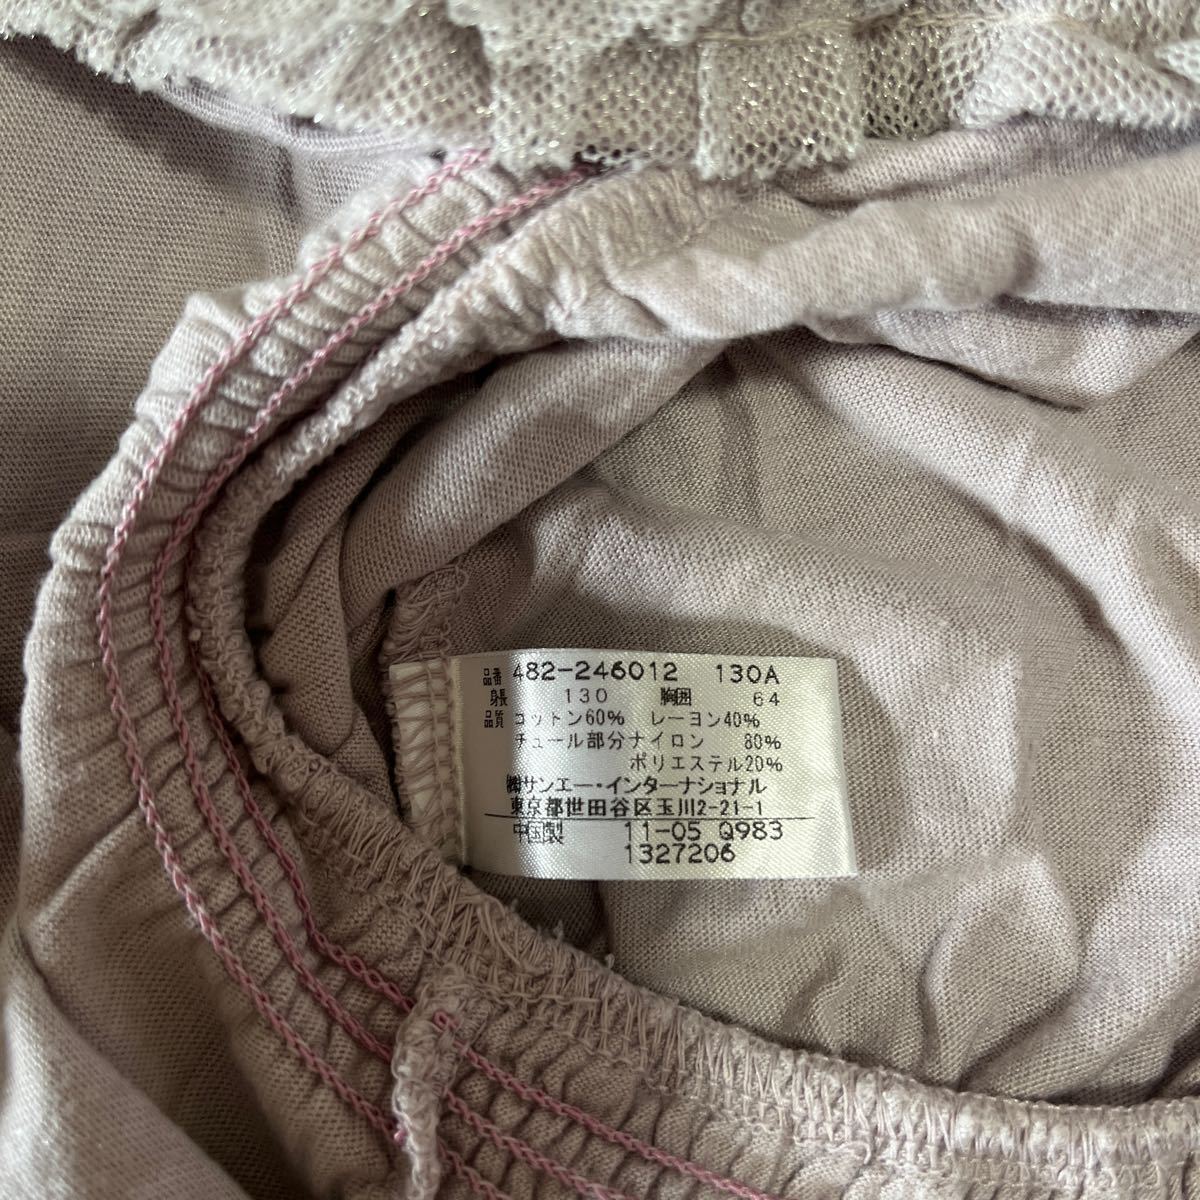 品番 482-246012 130A
身長 130 胸囲 64
品質 コットン60% レーヨン40%
チュール部分ナイロン 80%
ポリエステル20%
㈱サンエー・インターナショナル
東京都世田谷区玉川2-21-1
中国製 11-05 Q983
1327206